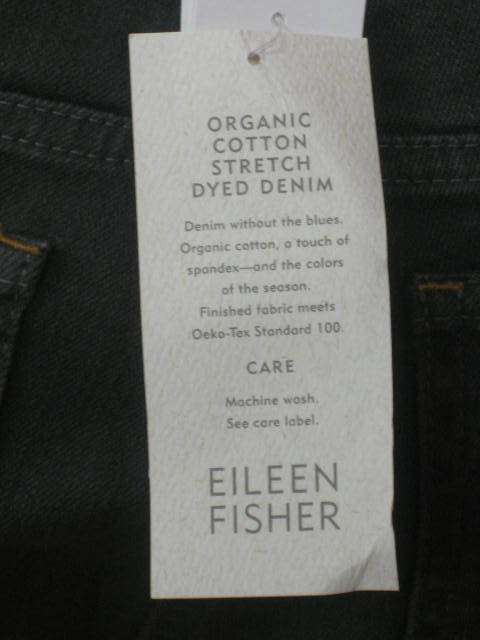 ORGANIC
COTTON
STRETCH
DYED DENIM
Denim without the blues.
Organic cotton, a touch of
spandex—and the colors
of the season.
Finished fabric meets
Oeko-Tex Standard 100.
CARE
Machine wash.
See care label.
EILEEN
FISHER